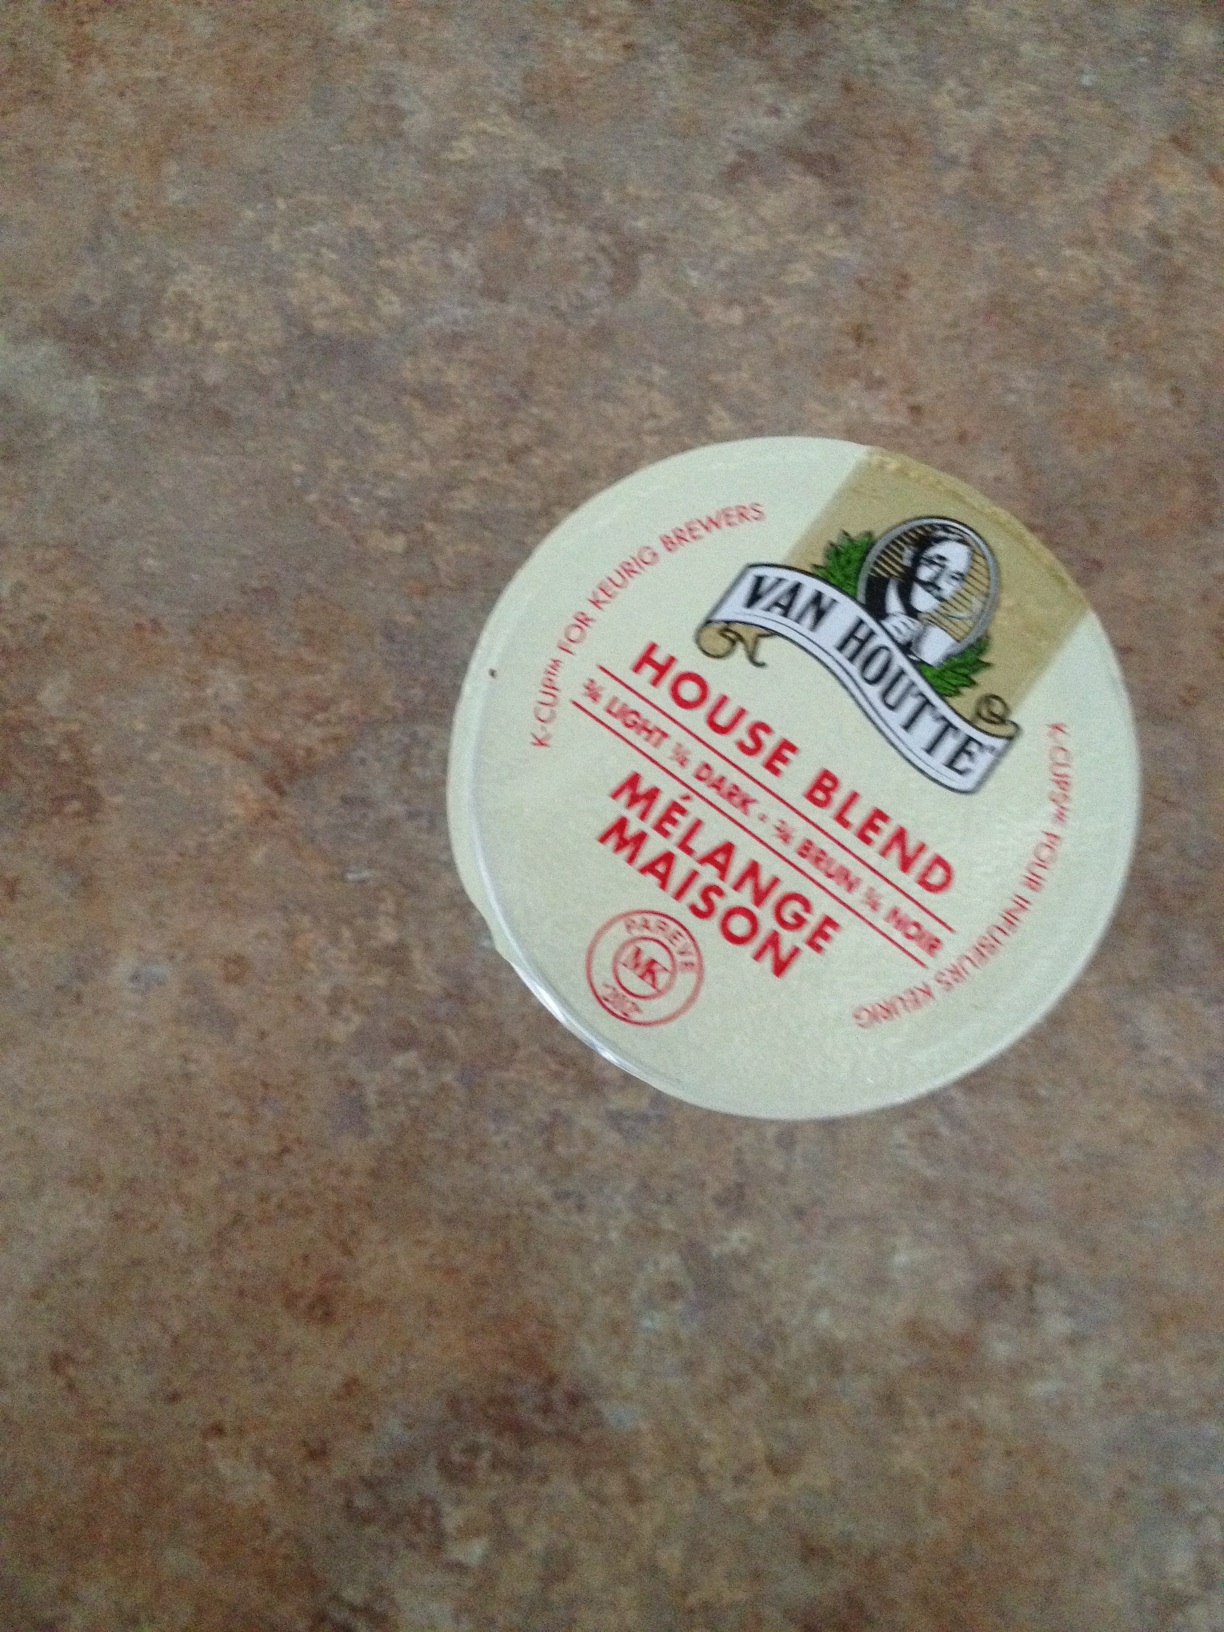 K-CUP™ FOR KEURIG BREWERS
VAN HOUTTE
HOUSE BLEND
¾ LIGHT ¼ DARK • ¾ BRUN ¼ NOIR
MÉLANGE
MAISON
PAREVE
MK
K-CUPS™ POUR INFUSEURS KEURIG